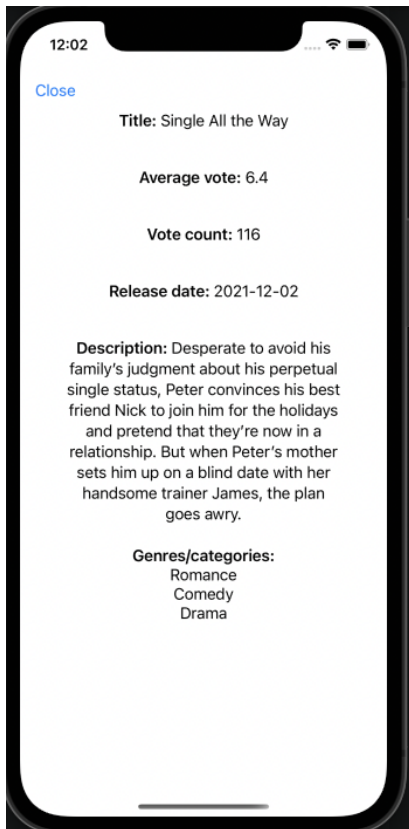 12:02
Close
Title: Single All the Way
Average vote: 6.4
Vote count: 116
Release date: 2021-12-02
Description: Desperate to avoid his
family’s judgment about his perpetual
single status, Peter convinces his best
friend Nick to join him for the holidays
and pretend that they’re now in a
relationship. But when Peter’s mother
sets him up on a blind date with her
handsome trainer James, the plan
goes awry.
Genres/categories:
Romance
Comedy
Drama